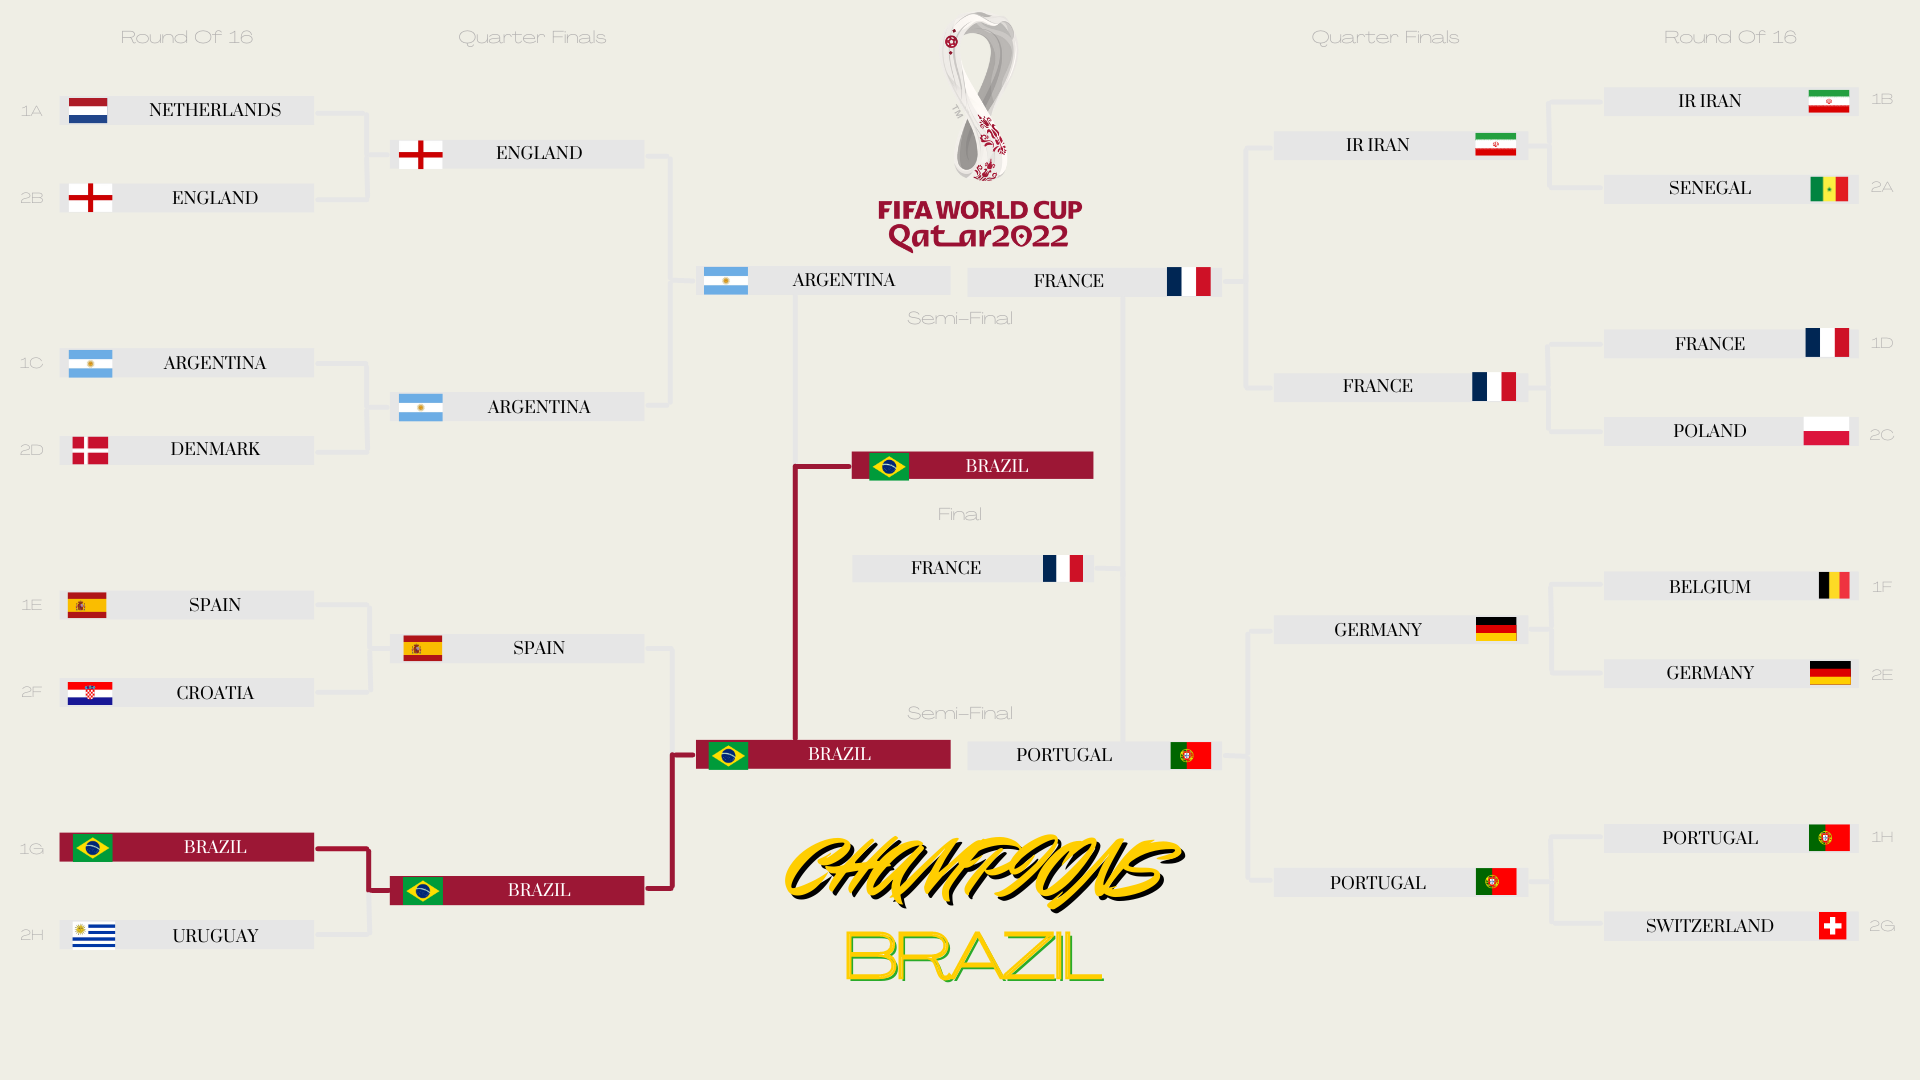 Round Of 16
Quarter Finals
Quarter Finals
Round Of 16
TM
FIFA WORLD CUP
Qatar2022
1A
NETHERLANDS
2B
ENGLAND
ENGLAND
1C
ARGENTINA
2D
DENMARK
ARGENTINA
ARGENTINA
1E
SPAIN
2F
CROATIA
SPAIN
1G
BRAZIL
2H
URUGUAY
BRAZIL
BRAZIL
Semi-Final
BRAZIL
Final
FRANCE
Semi-Final
FRANCE
PORTUGAL
IR IRAN
IR IRAN
1B
SENEGAL
2A
FRANCE
FRANCE
1D
POLAND
2C
GERMANY
BELGIUM
1F
GERMANY
2E
PORTUGAL
PORTUGAL
1H
SWITZERLAND
2G
CHAMPIONS
BRAZIL